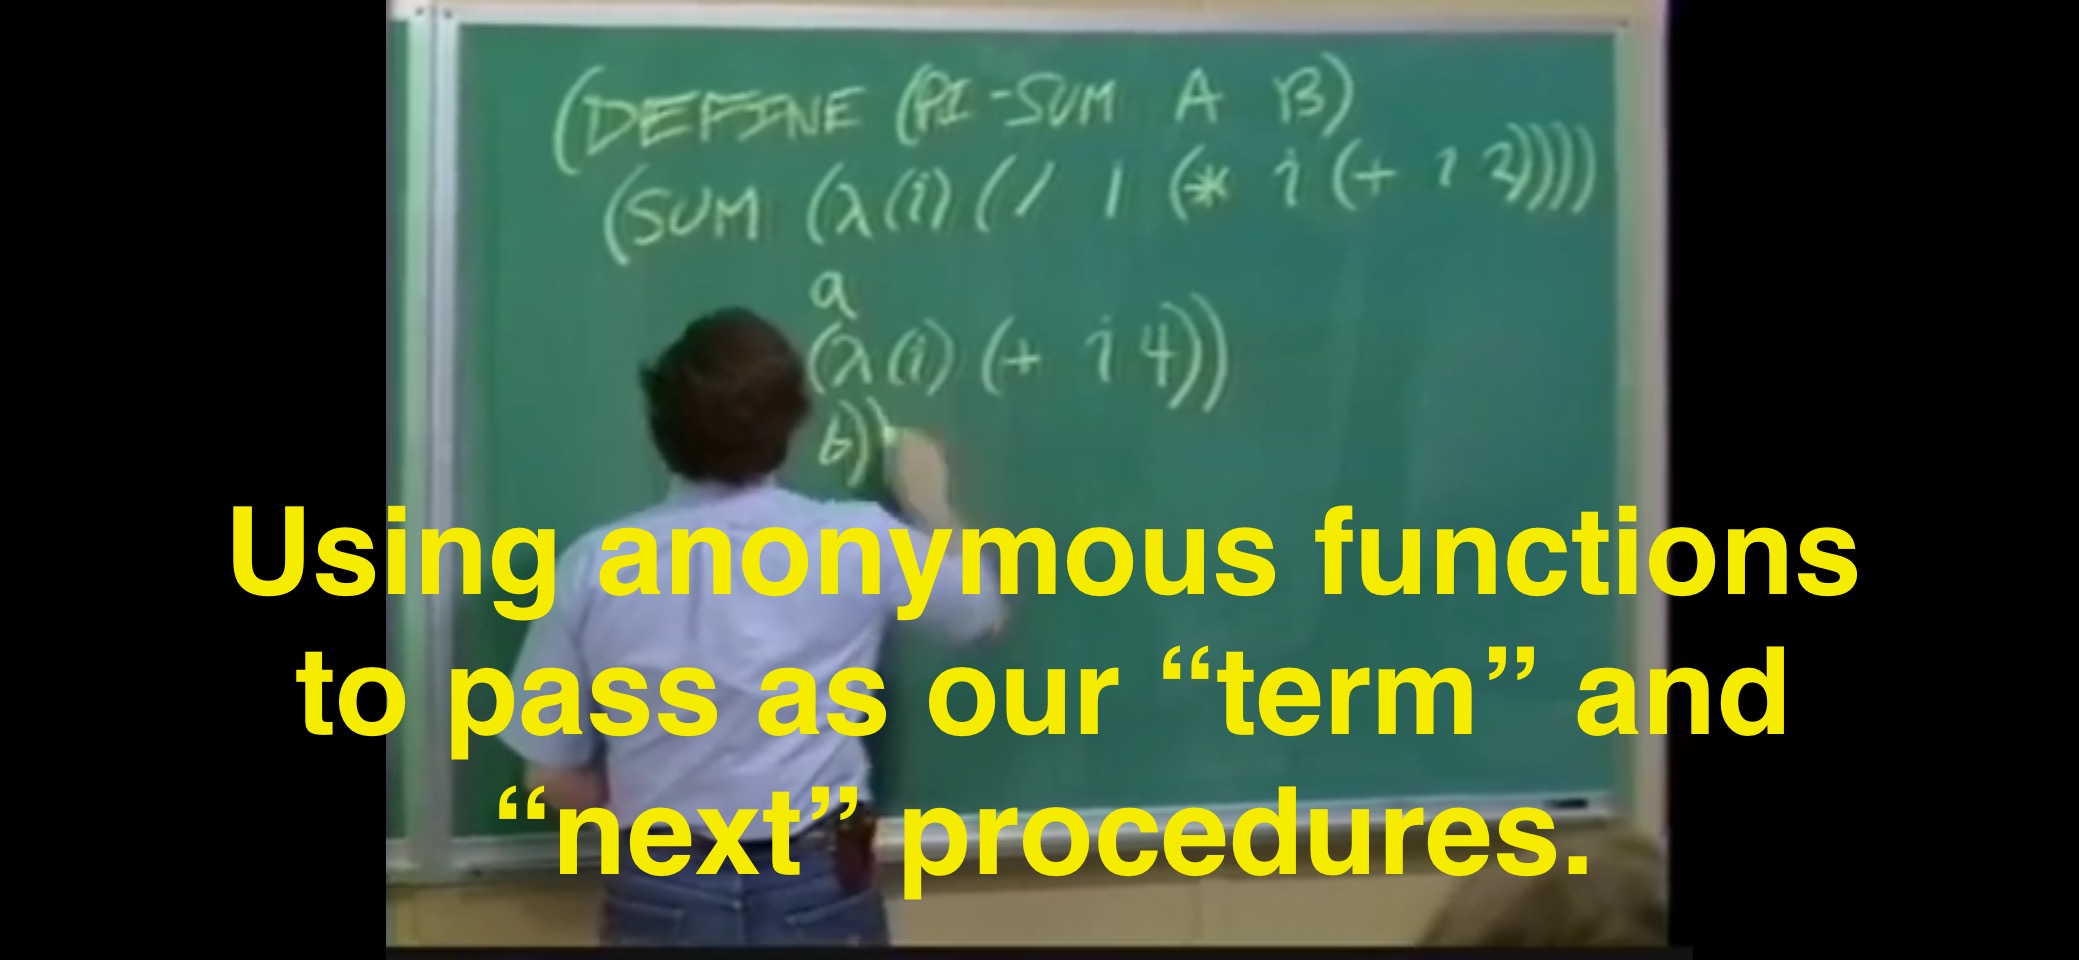 (DEFINE (PI-SUM A B)
(SUM (λ(i) (/ 1 (* i (+ i 2))))
a
(λ(i) (+ i 4))
b))
Using anonymous functions
to pass as our “term” and
“next” procedures.